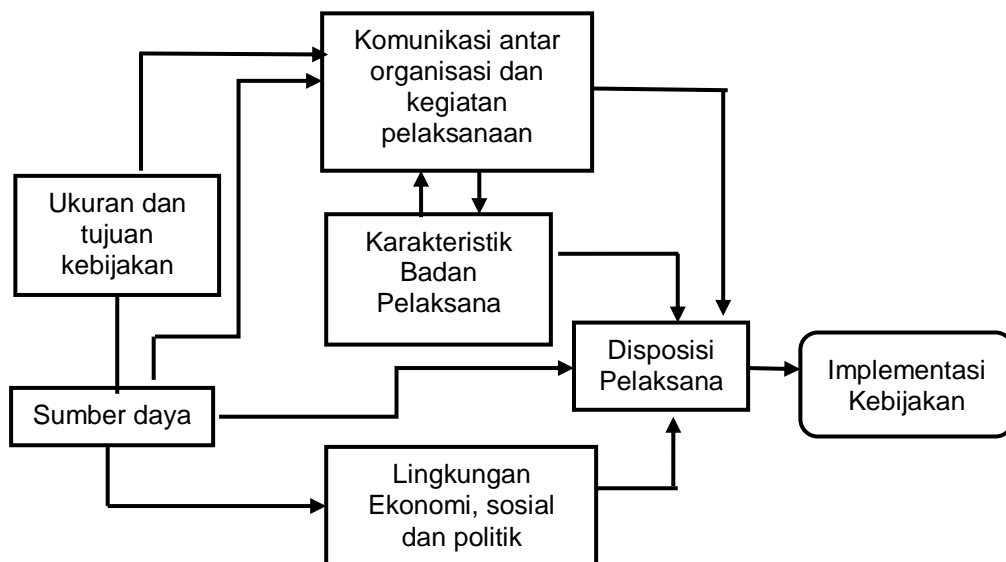 Komunikasi antar
organisasi dan
kegiatan
pelaksanaan
Ukuran dan
tujuan
kebijakan
Karakteristik
Badan
Pelaksana
Disposisi
Pelaksana
Implementasi
Kebijakan
Sumber daya
Lingkungan
Ekonomi, sosial
dan politik